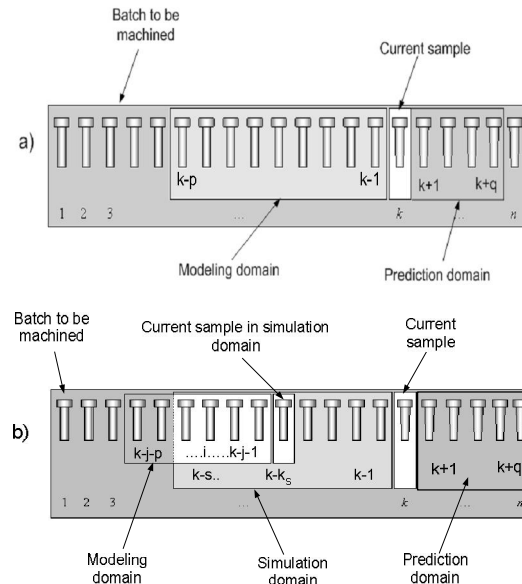 Batch to be
machined
Current sample
a)
k-p
k-1
k+1
k+q
1 2 3 ... k ... n
Modeling domain
Prediction domain
Batch to be
machined
Current sample in simulation
domain
Current
sample
b)
k-j-p
....i.....k-j-1
k-s..
k-ks
k-1
k+1
k+q
1 2 3 ... k ... n
Modeling
domain
Simulation
domain
Prediction
domain